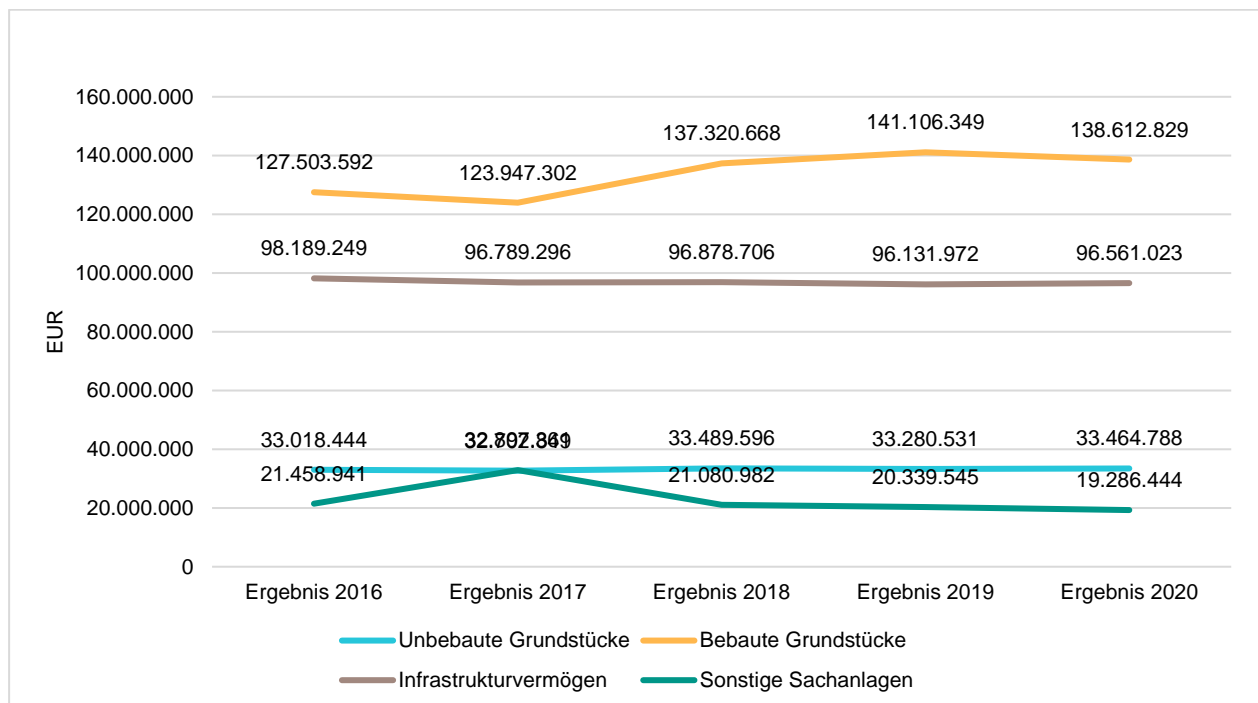 160.000.000
140.000.000
120.000.000
100.000.000
80.000.000
60.000.000
40.000.000
20.000.000
0
EUR
127.503.592 123.947.302 137.320.668 141.106.349 138.612.829
98.189.249 96.789.296 96.878.706 96.131.972 96.561.023
33.018.444 33.489.596 33.280.531 33.464.788
21.458.941 21.080.982 20.339.545 19.286.444
Ergebnis 2016 Ergebnis 2017 Ergebnis 2018 Ergebnis 2019 Ergebnis 2020
Unbebaute Grundstücke Bebaute Grundstücke
Infrastrukturvermögen Sonstige Sachanlagen